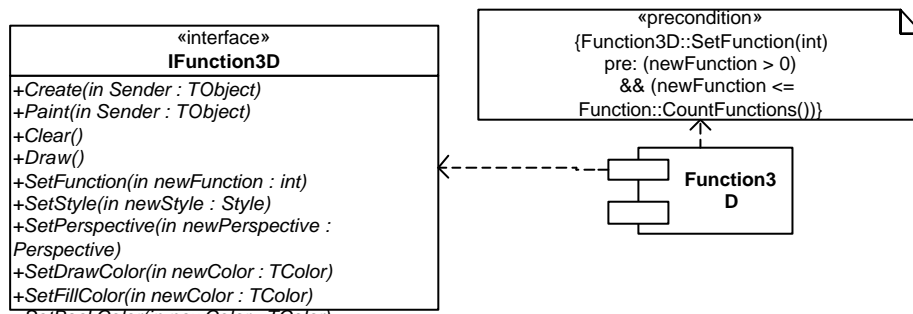 «interface»
IFunction3D
+Create(in Sender : TObject)
+Paint(in Sender : TObject)
+Clear()
+Draw()
+SetFunction(in newFunction : int)
+SetStyle(in newStyle : Style)
+SetPerspective(in newPerspective :
Perspective)
+SetDrawColor(in newColor : TColor)
+SetFillColor(in newColor : TColor)
«precondition»
{Function3D::SetFunction(int)
pre: (newFunction > 0)
&& (newFunction <=
Function::CountFunctions())}
Function3
D